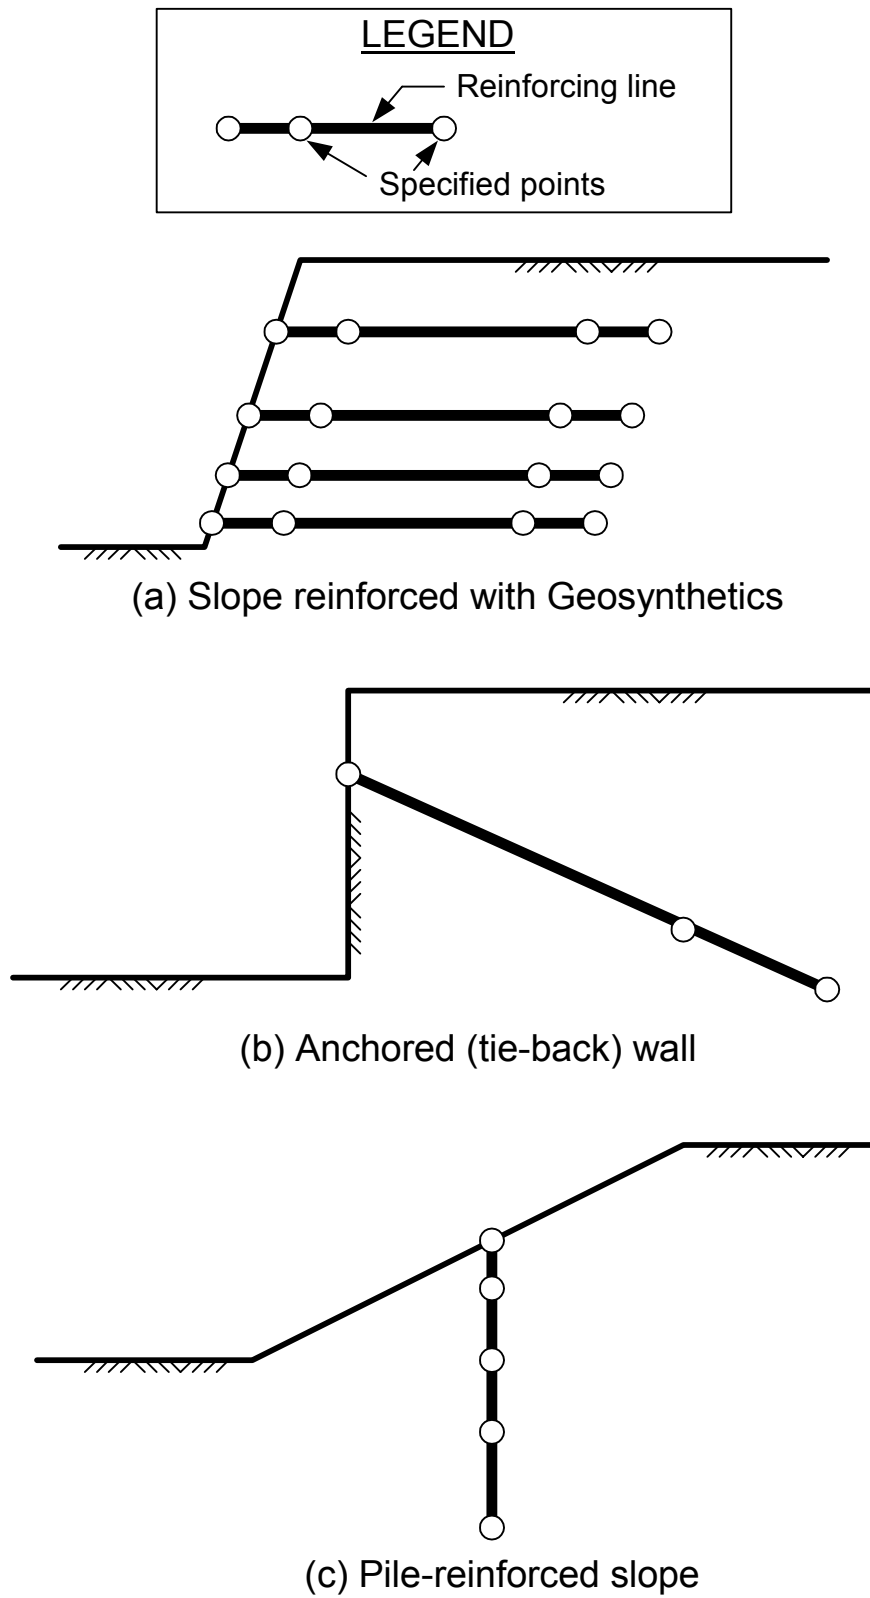 LEGEND
Reinforcing line
Specified points
(a) Slope reinforced with Geosynthetics
(b) Anchored (tie-back) wall
(c) Pile-reinforced slope